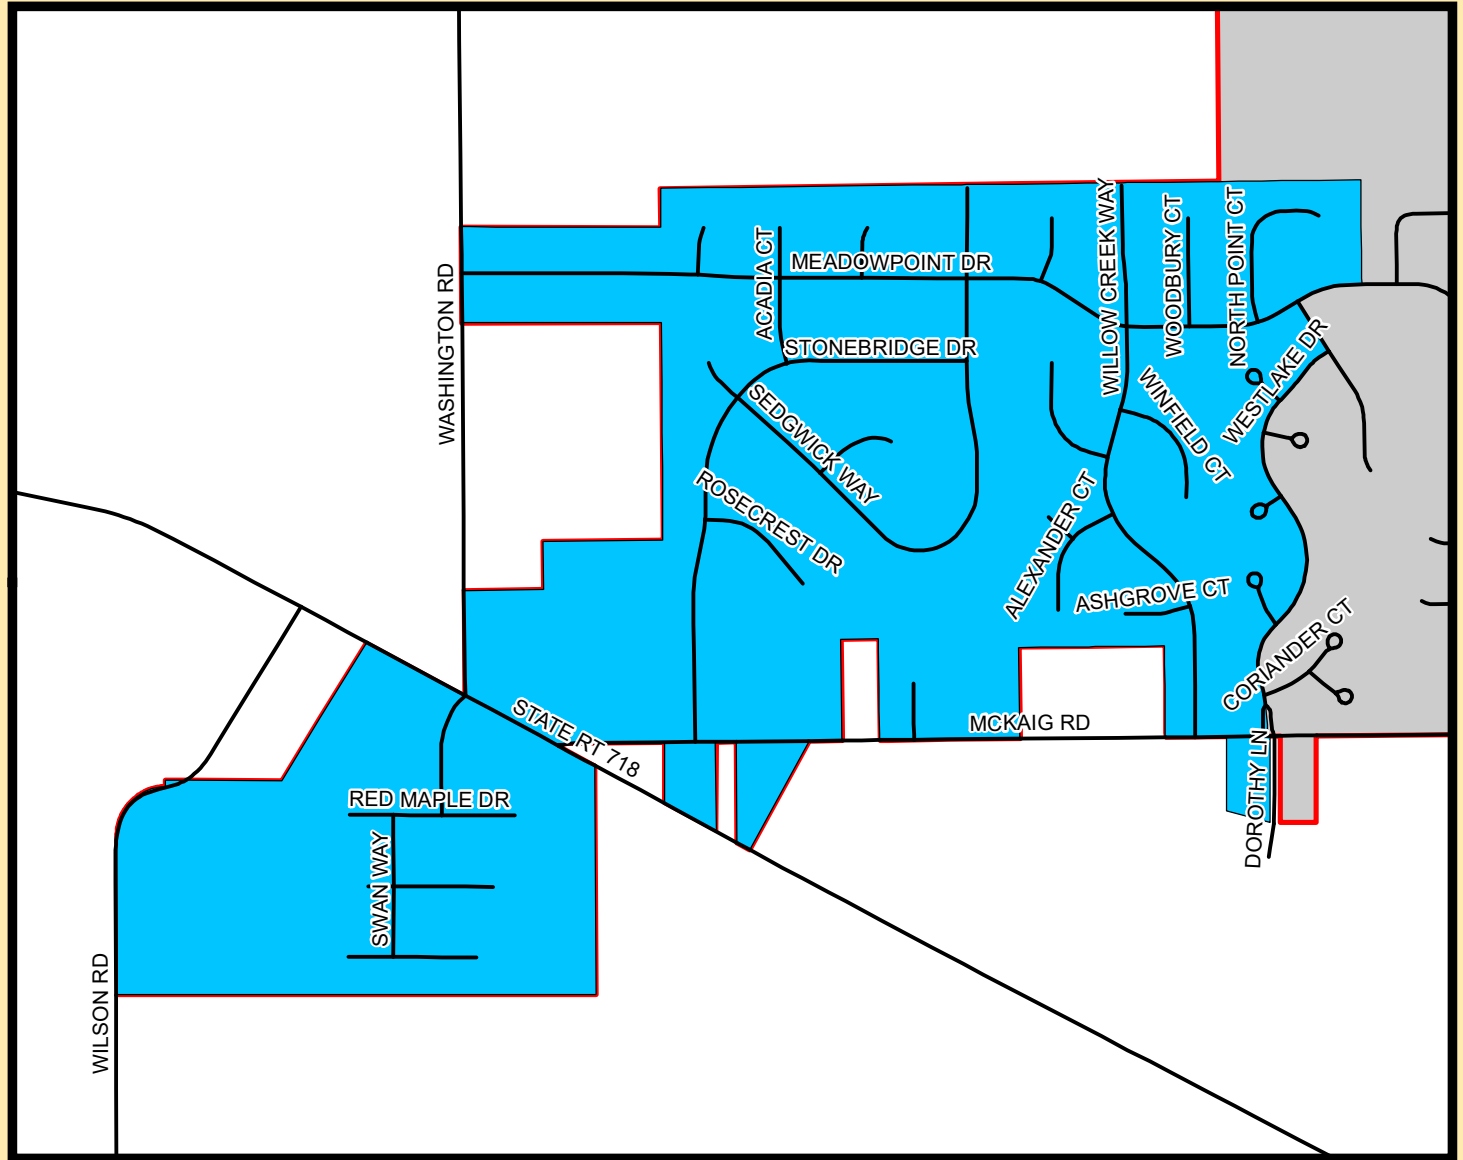 WILLOW CREEK WAY
WOODBURY CT
NORTH POINT CT
ACADIA CT
MEADOWPOINT DR
WASHINGTON RD
STONEBRIDGE DR
WESTLAKE DR
WINFIELD CT
SEDGWICK WAY
ROSECREST DR
ALEXANDER CT
ASHGROVE CT
CORIANDER CT
STATE RT 718
MCKAIG RD
DOROTHY LN
RED MAPLE DR
SWAN WAY
WILSON RD